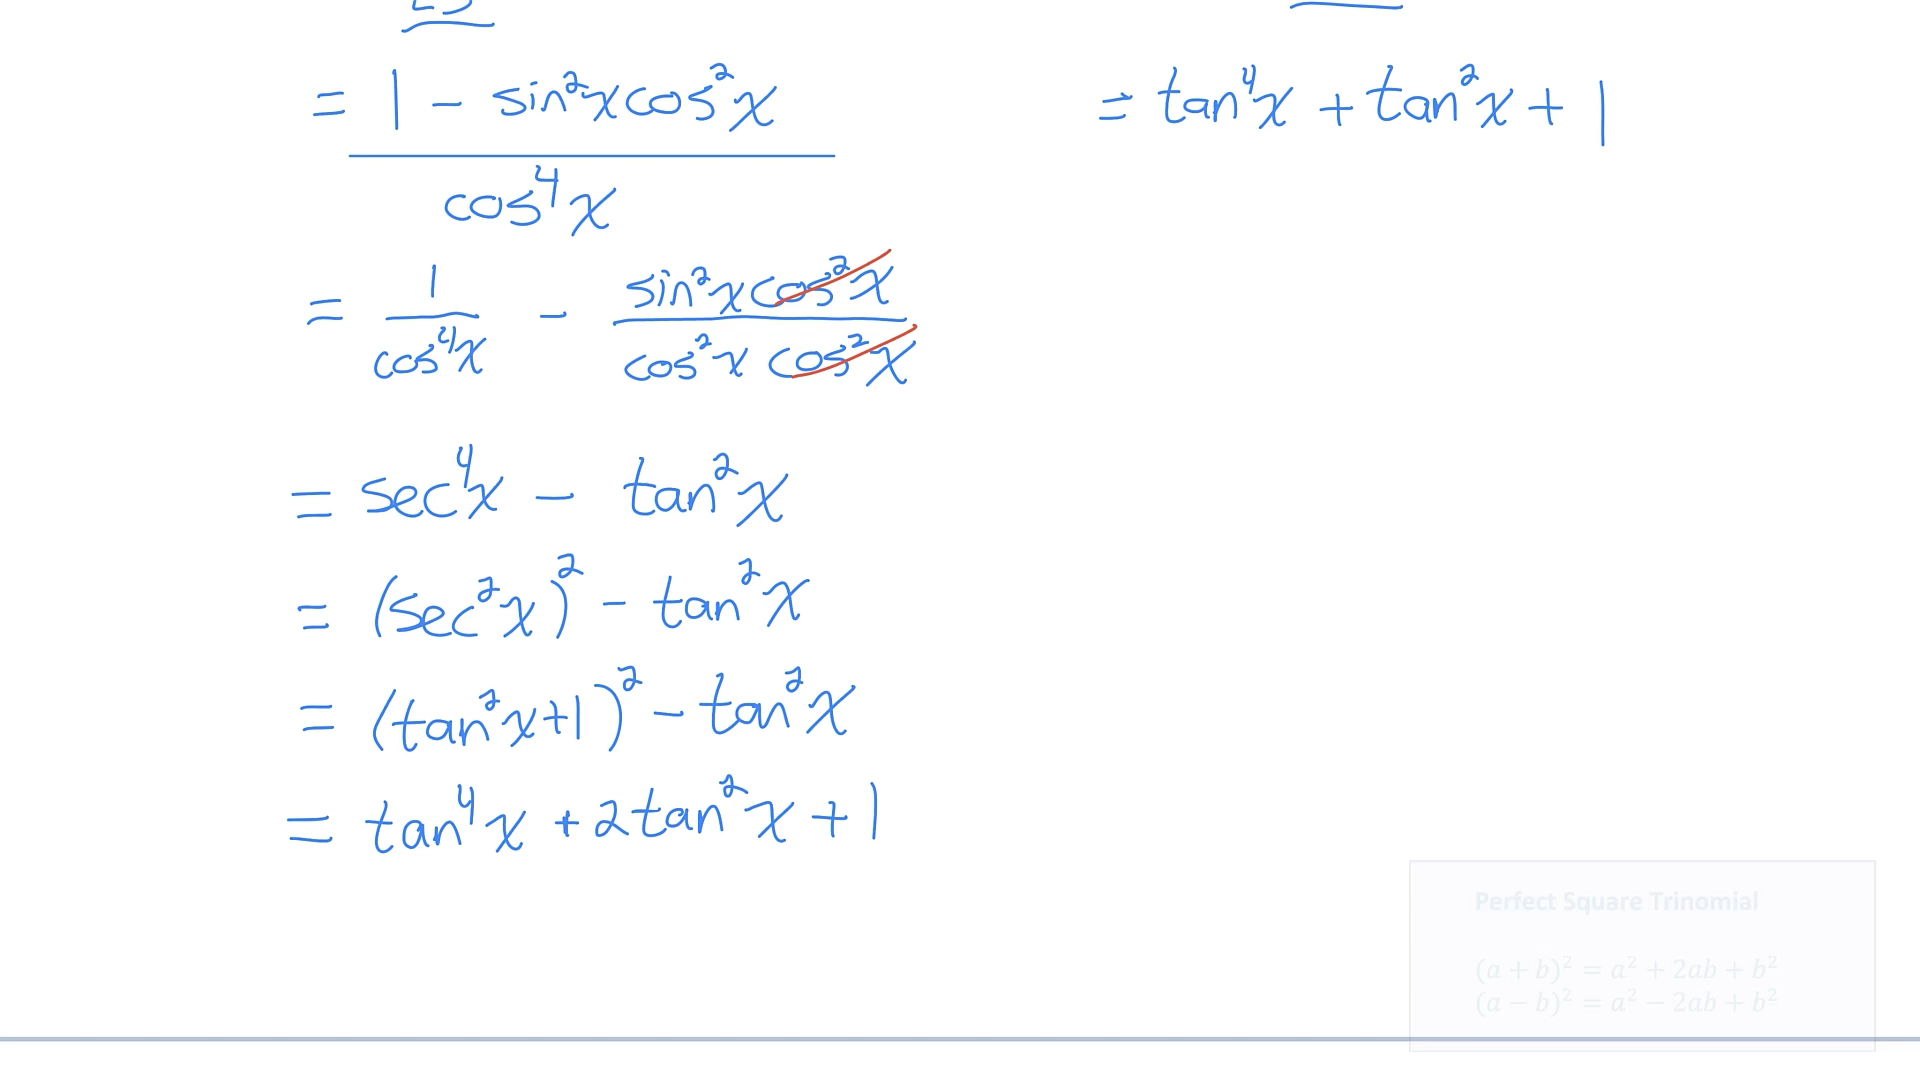 LS
= 1 - sin²x cos²x
cos⁴x
= 1/cos⁴x - sin²x cos²x / cos²x cos²x
= sec⁴x - tan²x
= (sec²x)² - tan²x
= (tan²x+1)² - tan²x
= tan⁴x + 2tan²x + 1
= tan⁴x + tan²x + 1
Perfect Square Trinomial
(a + b)² = a² + 2ab + b²
(a − b)² = a² − 2ab + b²